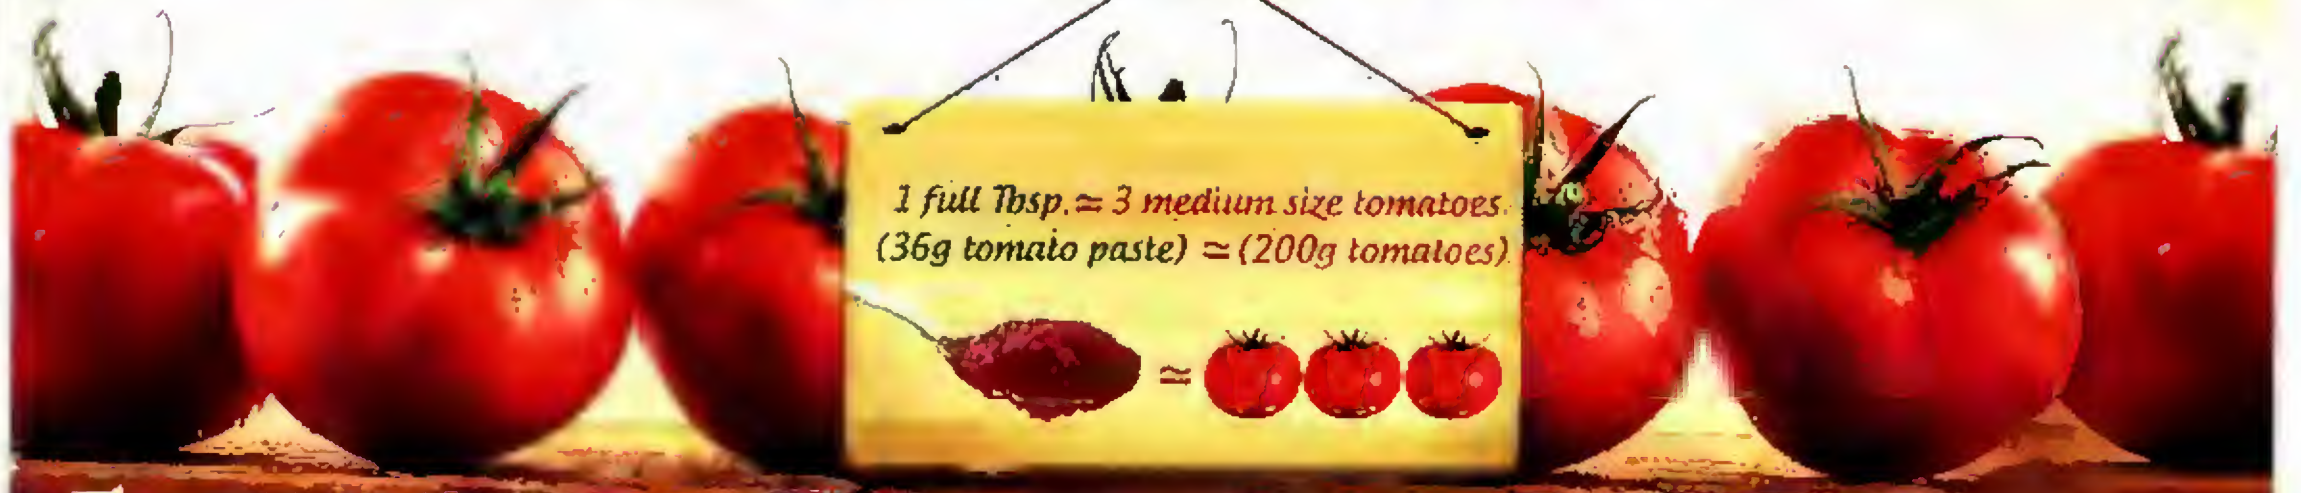 1 full Tbsp. ≃ 3 medium size tomatoes.
(36g tomato paste) ≃ (200g tomatoes).
≃